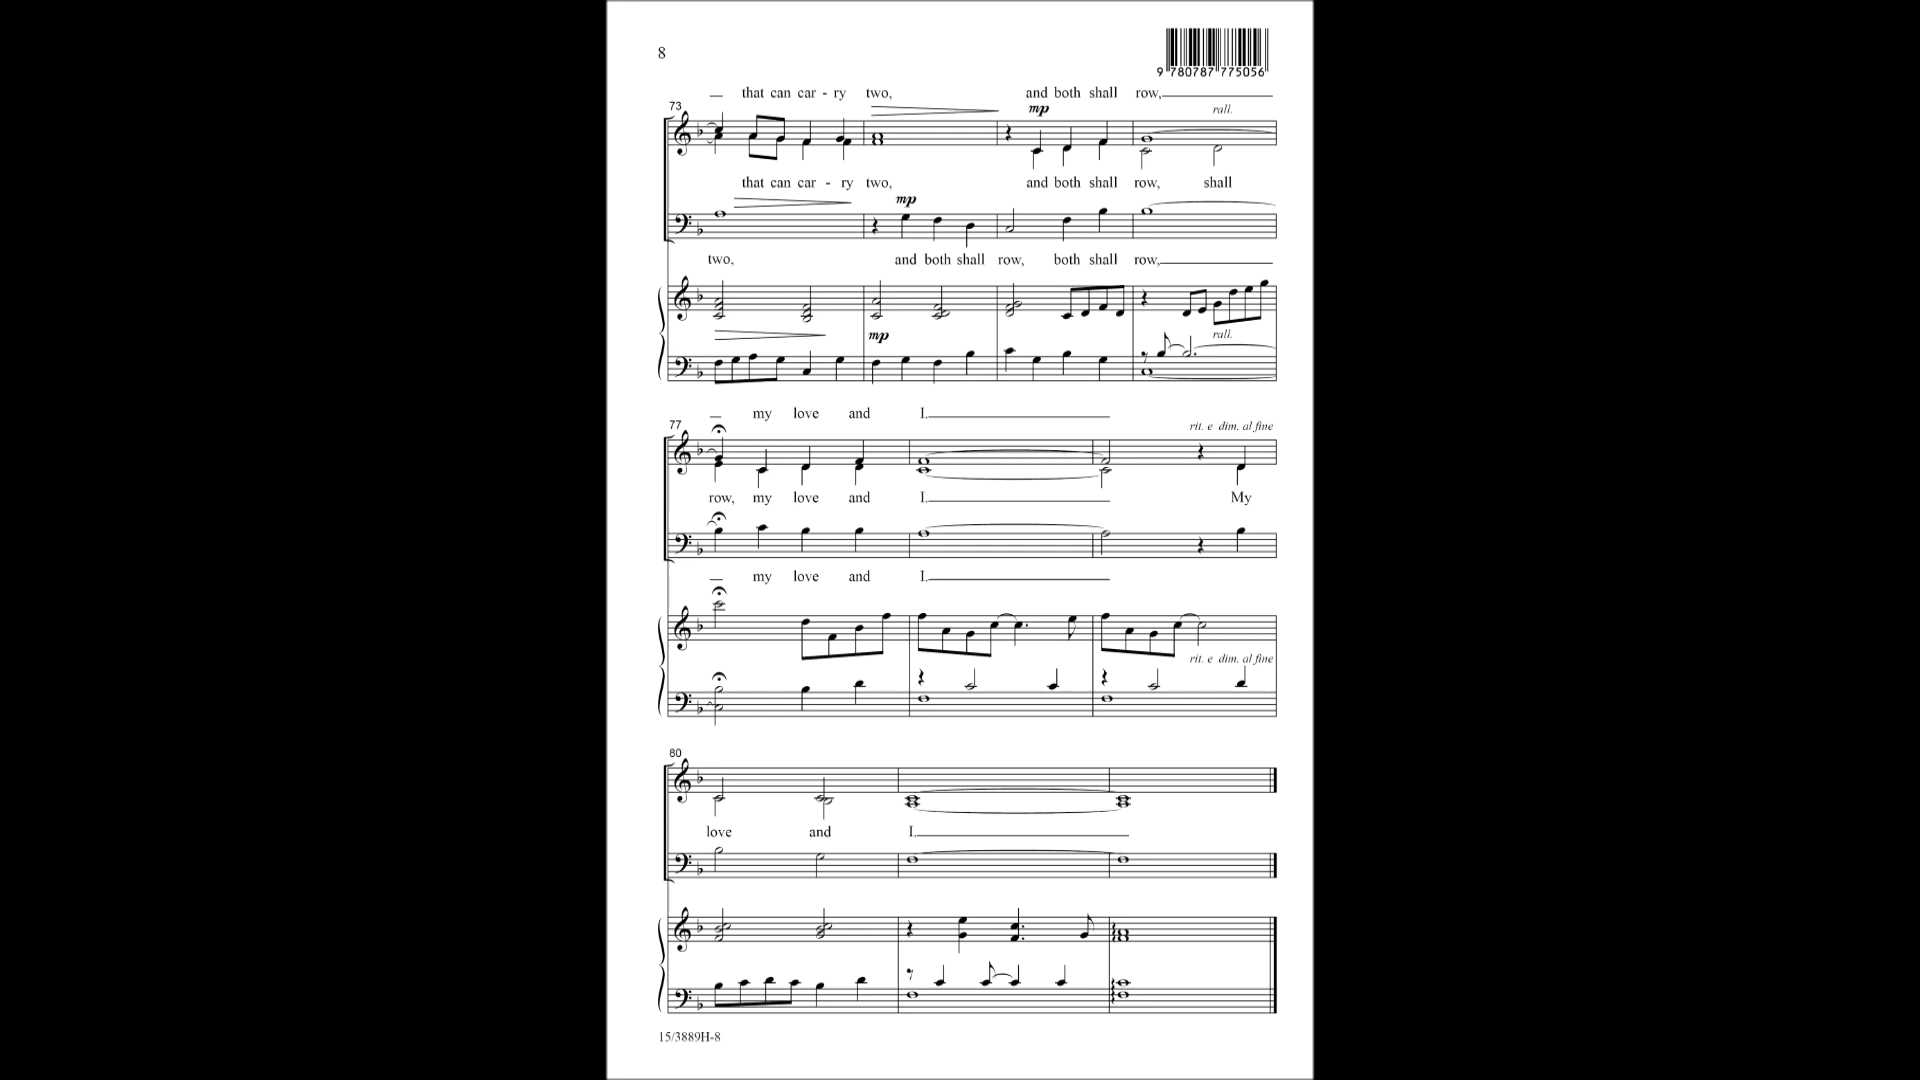 8
9 780787 775056
that can car - ry two, and both shall row,
73
mp
rall.
that can car - ry two, and both shall row, shall
mp
two, and both shall row, both shall row,
mp
rall.
my love and I.
77
rit. e dim. al fine
row, my love and I. My
my love and I.
rit. e dim. al fine
80
love and I.
15/3889H-8